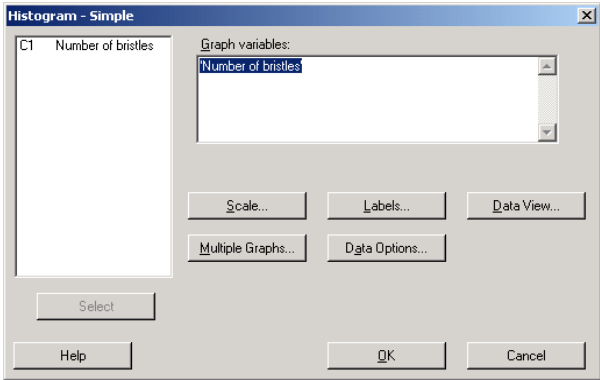 Histogram - Simple
C1 Number of bristles
Graph variables:
'Number of bristles'
Scale...
Labels...
Data View...
Multiple Graphs...
Data Options...
Select
Help
OK
Cancel